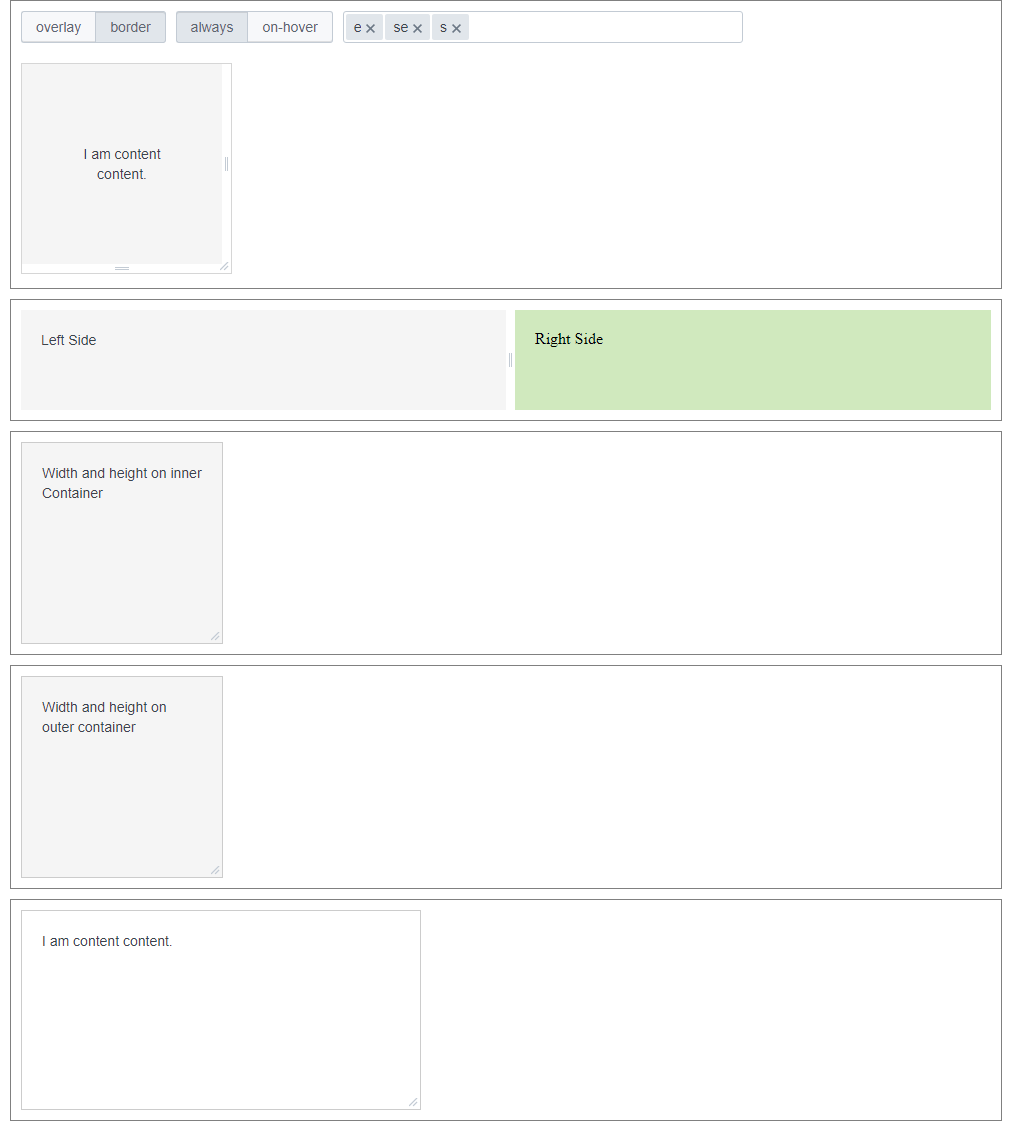 overlay border always on-hover e se s
I am content
content.
Left Side
Right Side
Width and height on inner
Container
Width and height on
outer container
I am content content.